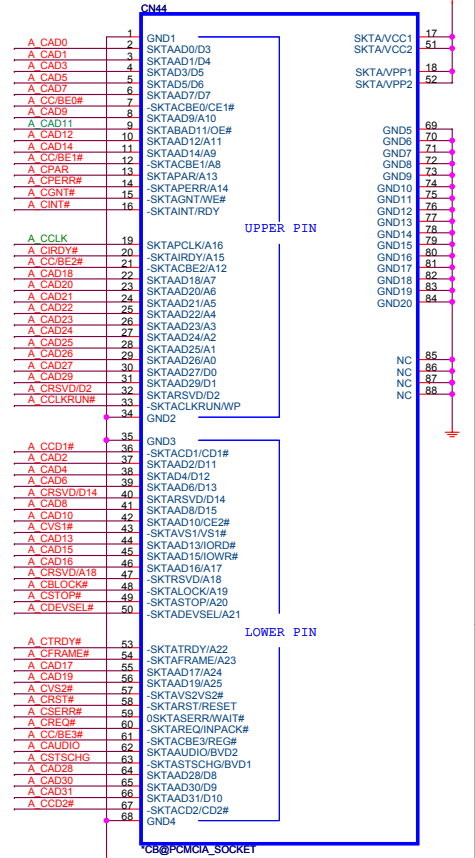 CN44
1 GND1
A_CAD0 2 SKTAAD0/D3
A_CAD1 3 SKTAAD1/D4
A_CAD3 4 SKTAD3/D5
A_CAD5 5 SKTAD5/D6
A_CAD7 6 SKTAAD7/D7
A_CC/BE0# 7 -SKTACBE0/CE1#
A_CAD9 8 SKTAAD9/A10
A_CAD11 9 SKTABAD11/OE#
A_CAD12 10 SKTAAD12/A11
A_CAD14 11 SKTAAD14/A9
A_CC/BE1# 12 -SKTACBE1/A8
A_CPAR 13 SKTAPAR/A13
A_CPERR# 14 -SKTAPERR/A14
A_CGNT# 15 -SKTAGNT/WE#
A_CINT# 16 -SKTAINT/RDY
UPPER PIN
A_CCLK 19 SKTAPCLK/A16
A_CIRDY# 20 -SKTAIRDY/A15
A_CC/BE2# 21 -SKTACBE2/A12
A_CAD18 22 SKTAAD18/A7
A_CAD20 23 SKTAAD20/A6
A_CAD21 24 SKTAAD21/A5
A_CAD22 25 SKTAAD22/A4
A_CAD23 26 SKTAAD23/A3
A_CAD24 27 SKTAAD24/A2
A_CAD25 28 SKTAAD25/A1
A_CAD26 29 SKTAAD26/A0
A_CAD27 30 SKTAAD27/D0
A_CAD29 31 SKTAAD29/D1
A_CRSVD/D2 32 SKTARSVD/D2
A_CCLKRUN# 33 -SKTACLKRUN/WP
34 GND2
35 GND3
A_CCD1# 36 -SKTACD1/CD1#
A_CAD2 37 SKTAAD2/D11
A_CAD4 38 SKTAD4/D12
A_CAD6 39 SKTAAD6/D13
A_CRSVD/D14 40 SKTARSVD/D14
A_CAD8 41 SKTAAD8/D15
A_CAD10 42 SKTAAD10/CE2#
A_CVS1# 43 -SKTAVS1/VS1#
A_CAD13 44 SKTAAD13/IORD#
A_CAD15 45 SKTAAD15/IOWR#
A_CAD16 46 SKTAAD16/A17
A_CRSVD/A18 47 -SKTRSVD/A18
A_CBLOCK# 48 -SKTALOCK/A19
A_CSTOP# 49 -SKTASTOP/A20
A_CDEVSEL# 50 -SKTADEVSEL/A21
LOWER PIN
A_CTRDY# 53 -SKTATRDY/A22
A_CFRAME# 54 -SKTAFRAME/A23
A_CAD17 55 SKTAAD17/A24
A_CAD19 56 SKTAAD19/A25
A_CVS2# 57 -SKTAVS2VS2#
A_CRST# 58 -SKTARST/RESET
A_CSERR# 59 0SKTASERR/WAIT#
A_CREQ# 60 -SKTAREQ/INPACK#
A_CC/BE3# 61 -SKTACBE3/REG#
A_CAUDIO 62 SKTAAUDIO/BVD2
A_CSTSCHG 63 -SKTASTSCHG/BVD1
A_CAD28 64 SKTAAD28/D8
A_CAD30 65 SKTAAD30/D9
A_CAD31 66 SKTAAD31/D10
A_CCD2# 67 -SKTACD2/CD2#
68 GND4
SKTA/VCC1 17
SKTA/VCC2 51
SKTA/VPP1 18
SKTA/VPP2 52
GND5 69
GND6 70
GND7 71
GND8 72
GND9 73
GND10 74
GND11 75
GND12 76
GND13 77
GND14 78
GND15 79
GND16 80
GND17 81
GND18 82
GND19 83
GND20 84
NC 85
NC 86
NC 87
NC 88
*CB@PCMCIA_SOCKET